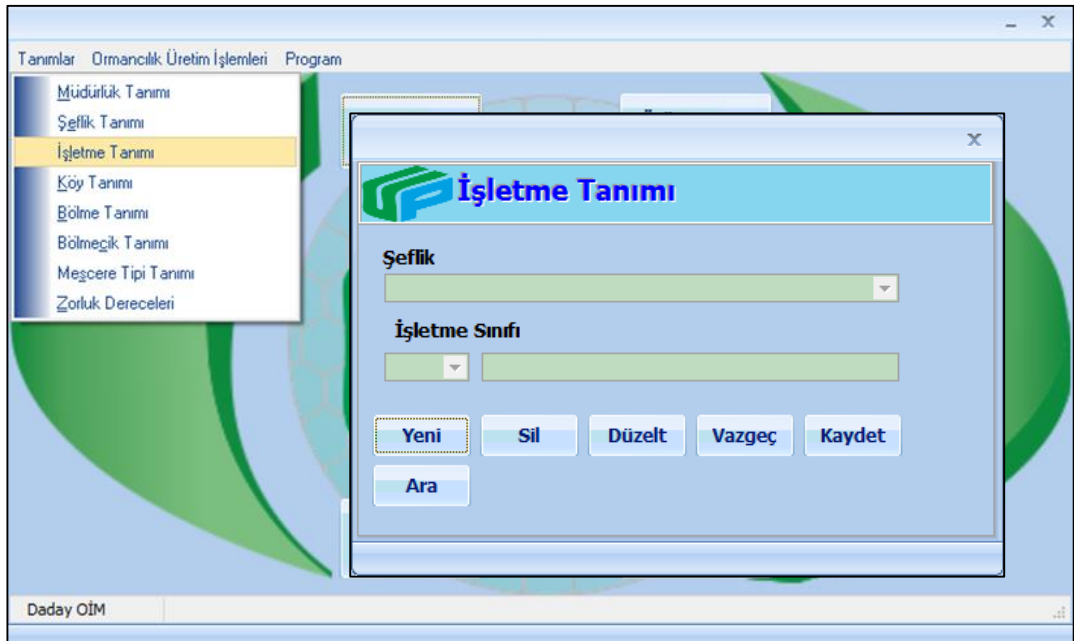 Tanımlar Ormancılık Üretim İşlemleri Program
Müdürlük Tanımı
Şeflik Tanımı
İşletme Tanımı
Köy Tanımı
Bölme Tanımı
Bölmeçik Tanımı
Meşcere Tipi Tanımı
Zorluk Dereceleri
İşletme Tanımı
Şeflik
İşletme Sınıfı
Yeni Sil Düzelt Vazgeç Kaydet
Ara
Daday OİM